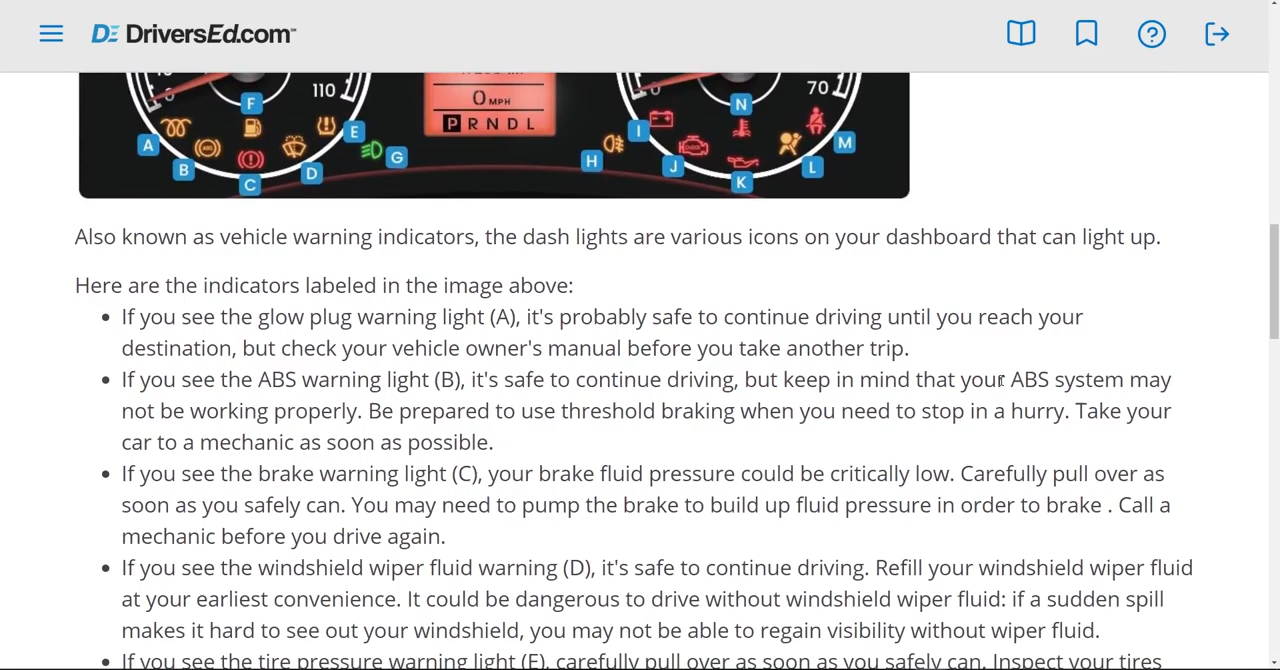 DE DriversEd.com
110
70
0 MPH
P R N D L
F
N
A
B
C
D
E
G
H
I
J
K
L
M
ABS
CHECK
Also known as vehicle warning indicators, the dash lights are various icons on your dashboard that can light up.
Here are the indicators labeled in the image above:
• If you see the glow plug warning light (A), it's probably safe to continue driving until you reach your
destination, but check your vehicle owner's manual before you take another trip.
• If you see the ABS warning light (B), it's safe to continue driving, but keep in mind that your ABS system may
not be working properly. Be prepared to use threshold braking when you need to stop in a hurry. Take your
car to a mechanic as soon as possible.
• If you see the brake warning light (C), your brake fluid pressure could be critically low. Carefully pull over as
soon as you safely can. You may need to pump the brake to build up fluid pressure in order to brake . Call a
mechanic before you drive again.
• If you see the windshield wiper fluid warning (D), it's safe to continue driving. Refill your windshield wiper fluid
at your earliest convenience. It could be dangerous to drive without windshield wiper fluid: if a sudden spill
makes it hard to see out your windshield, you may not be able to regain visibility without wiper fluid.
• If you see the tire pressure warning light (E), carefully pull over as soon as you safely can. Inspect your tires